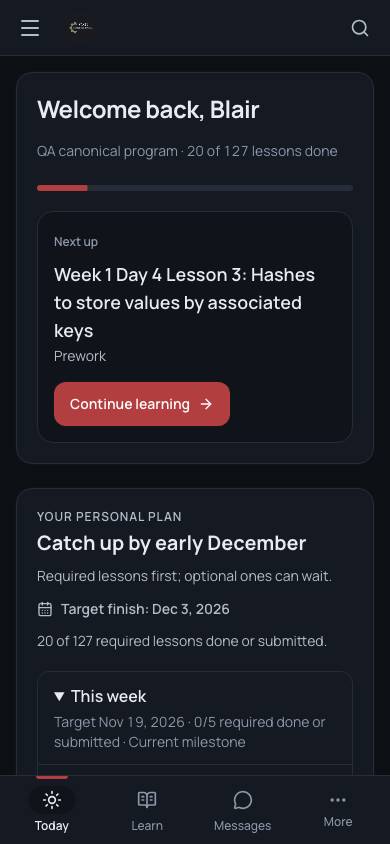 Welcome back, Blair
QA canonical program · 20 of 127 lessons done
Next up
Week 1 Day 4 Lesson 3: Hashes
to store values by associated
keys
Prework
Continue learning
YOUR PERSONAL PLAN
Catch up by early December
Required lessons first; optional ones can wait.
Target finish: Dec 3, 2026
20 of 127 required lessons done or submitted.
This week
Target Nov 19, 2026 · 0/5 required done or
submitted · Current milestone
Today
Learn
Messages
More